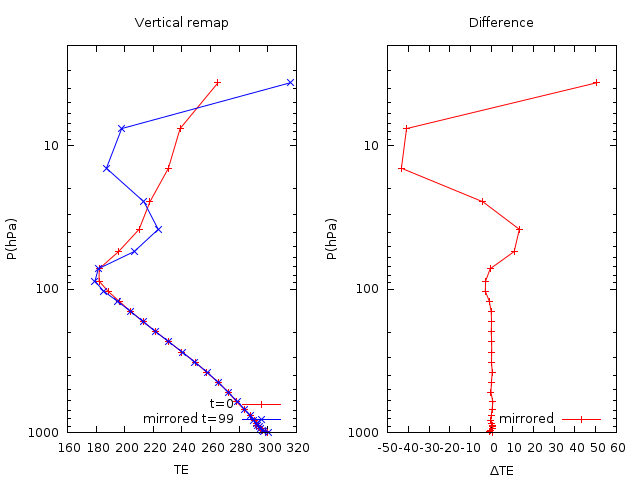 Vertical remap
P(hPa)
10
100
1000
160 180 200 220 240 260 280 300 320
TE
t=0
mirrored t=99
Difference
P(hPa)
10
100
1000
-50 -40 -30 -20 -10 0 10 20 30 40 50 60
ΔTE
mirrored